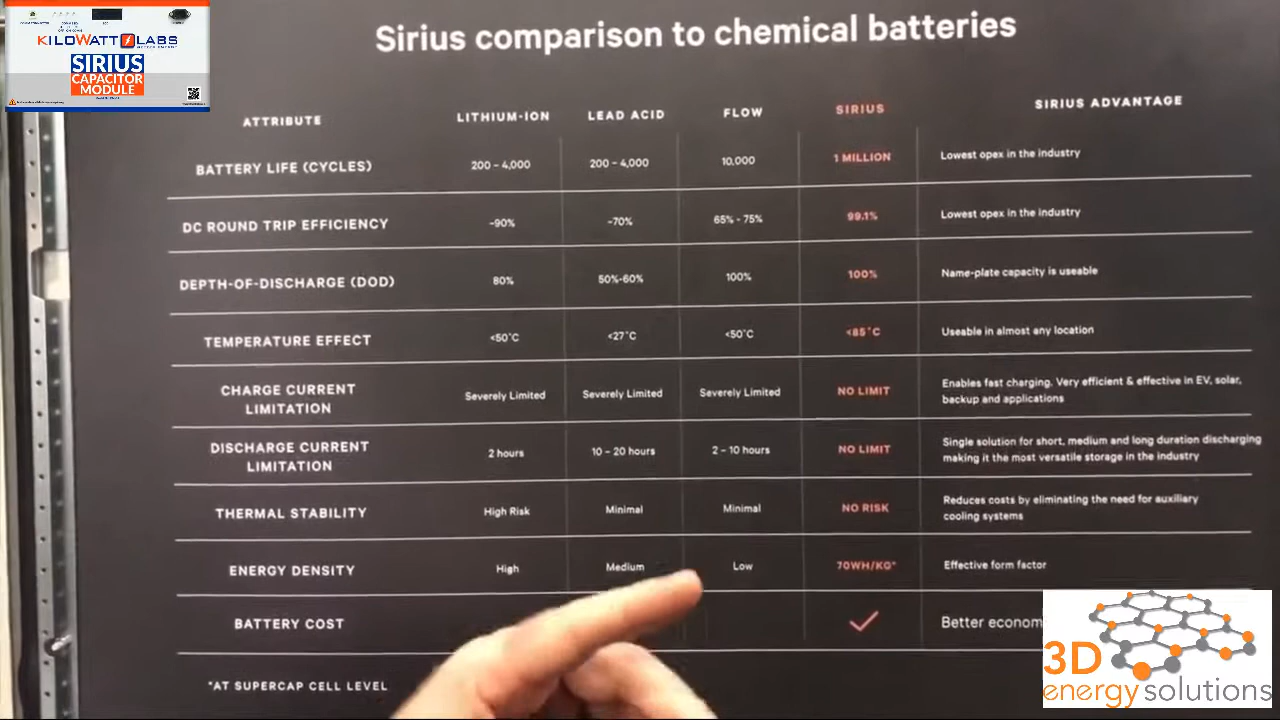 KILOWATT LABS
SIRIUS
CAPACITOR
MODULE
Sirius comparison to chemical batteries
ATTRIBUTE LITHIUM-ION LEAD ACID FLOW SIRIUS SIRIUS ADVANTAGE
BATTERY LIFE (CYCLES) 200 - 4,000 200 - 4,000 10,000 1 MILLION Lowest opex in the industry
DC ROUND TRIP EFFICIENCY ~90% ~70% 65% - 75% 99.1% Lowest opex in the industry
DEPTH-OF-DISCHARGE (DOD) 80% 50%-60% 100% 100% Name-plate capacity is useable
TEMPERATURE EFFECT <50°C <27°C <50°C <85°C Useable in almost any location
CHARGE CURRENT
LIMITATION Severely Limited Severely Limited Severely Limited NO LIMIT Enables fast charging. Very efficient & effective in EV, solar,
backup and applications
DISCHARGE CURRENT
LIMITATION 2 hours 10 - 20 hours 2 - 10 hours NO LIMIT Single solution for short, medium and long duration discharging
making it the most versatile storage in the industry
THERMAL STABILITY High Risk Minimal Minimal NO RISK Reduces costs by eliminating the need for auxiliary
cooling systems
ENERGY DENSITY High Medium Low 70WH/KG* Effective form factor
BATTERY COST Better econom
*AT SUPERCAP CELL LEVEL
3D
energy solutions